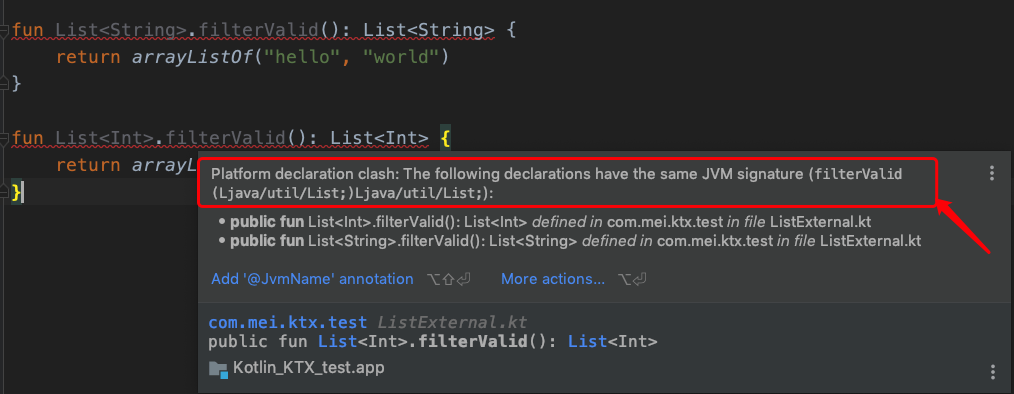 fun List<String>.filterValid(): List<String> {
    return arrayListOf("hello", "world")
}
fun List<Int>.filterValid(): List<Int> {
    return arrayL
}
Platform declaration clash: The following declarations have the same JVM signature (filterValid
(Ljava/util/List;)Ljava/util/List;):
• public fun List<Int>.filterValid(): List<Int> defined in com.mei.ktx.test in file ListExternal.kt
• public fun List<String>.filterValid(): List<String> defined in com.mei.ktx.test in file ListExternal.kt
Add '@JvmName' annotation ⌥⇧⏎ More actions... ⌥⏎
com.mei.ktx.test ListExternal.kt
public fun List<Int>.filterValid(): List<Int>
Kotlin_KTX_test.app